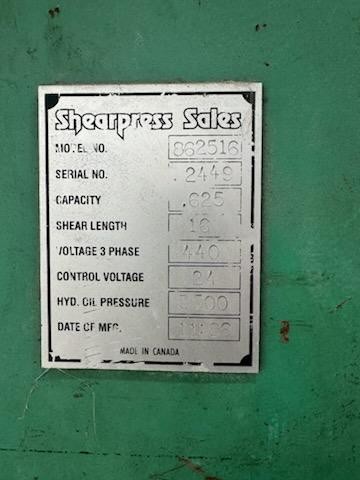 Shearpress Sales
MODEL NO. 862516
SERIAL NO. 2449
CAPACITY .625
SHEAR LENGTH 16
VOLTAGE 3 PHASE 440
CONTROL VOLTAGE 24
HYD. OIL PRESSURE
DATE OF MFG.
MADE IN CANADA